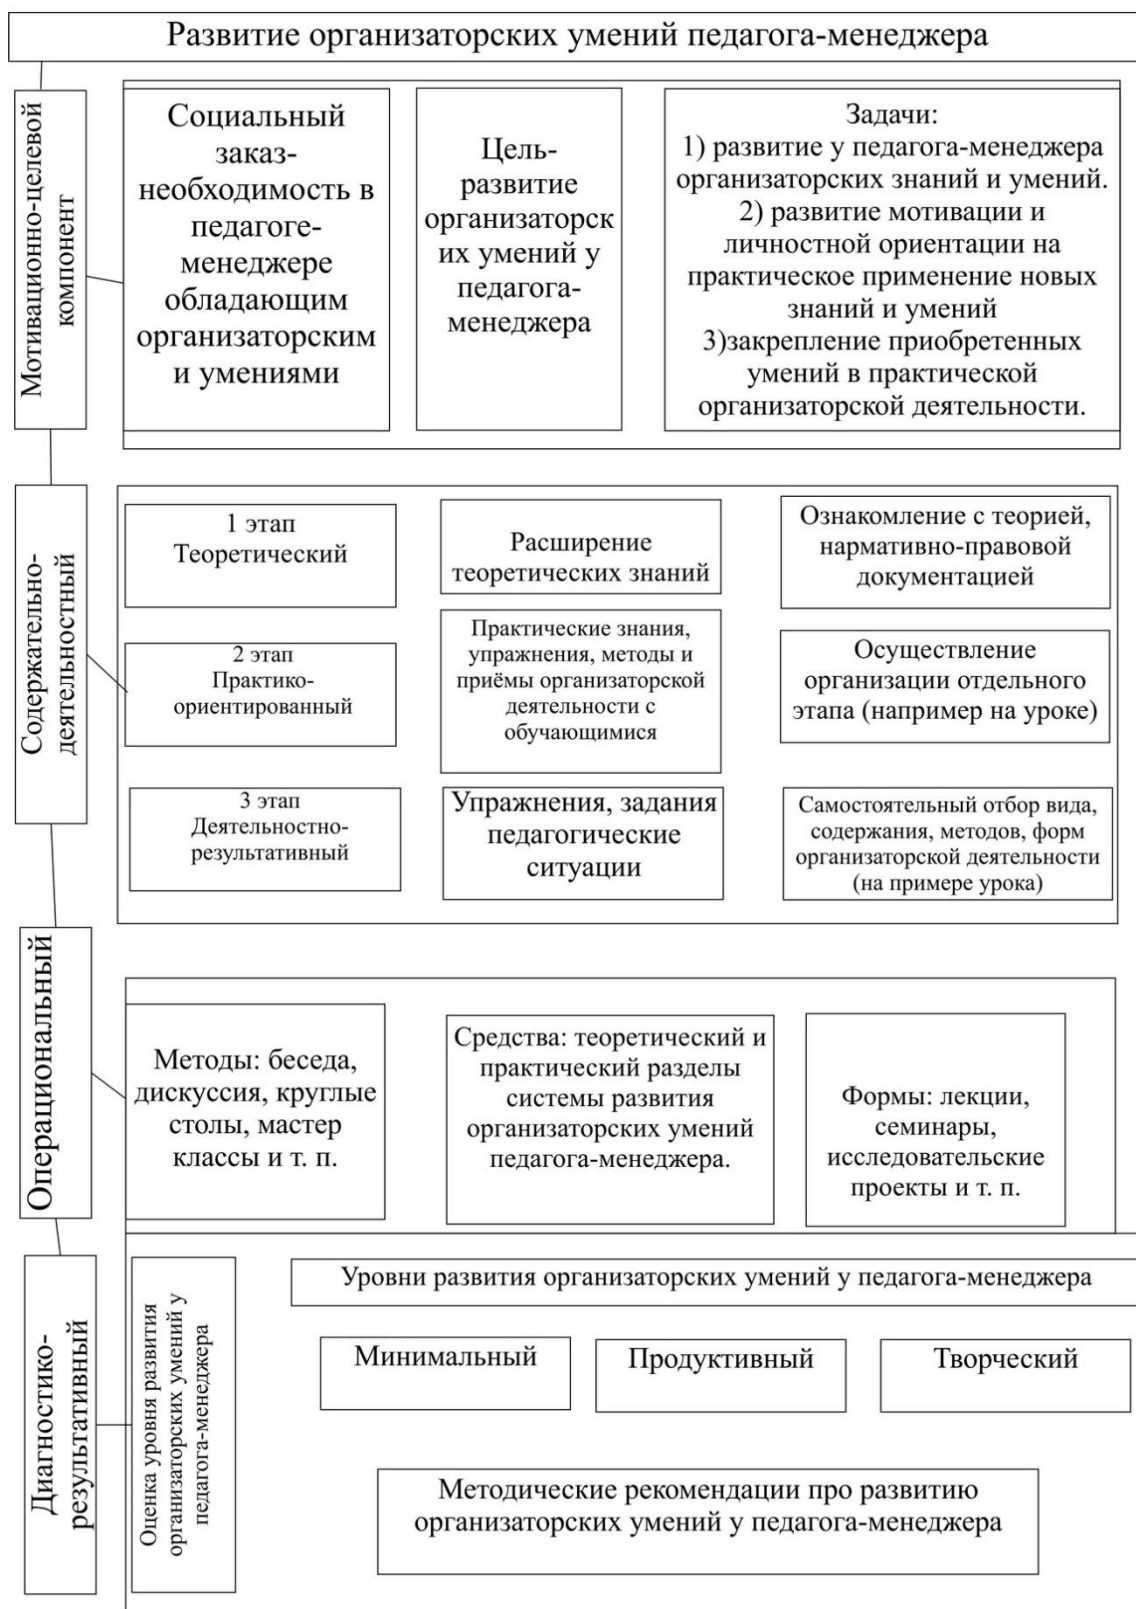 Развитие организаторских умений педагога-менеджера
Мотивационно-целевой
компонент
Социальный
заказ-
необходимость в
педагоге-
менеджере
обладающим
организаторским
и умениями
Цель-
развитие
организаторск
их умений у
педагога-
менеджера
Задачи:
1) развитие у педагога-менеджера
организаторских знаний и умений.
2) развитие мотивации и
личностной ориентации на
практическое применение новых
знаний и умений
3)закрепление приобретенных
умений в практической
организаторской деятельности.
Содержательно-
деятельностный
1 этап
Теоретический
Расширение
теоретических знаний
Ознакомление с теорией,
нармативно-правовой
документацией
2 этап
Практико-
ориентированный
Практические знания,
упражнения, методы и
приёмы организаторской
деятельности с
обучающимися
Осуществление
организации отдельного
этапа (например на уроке)
3 этап
Деятельностно-
результативный
Упражнения, задания
педагогические
ситуации
Самостоятельный отбор вида,
содержания, методов, форм
организаторской деятельности
(на примере урока)
Операциональный
Методы: беседа,
дискуссия, круглые
столы, мастер
классы и т. п.
Средства: теоретический и
практический разделы
системы развития
организаторских умений
педагога-менеджера.
Формы: лекции,
семинары,
исследовательские
проекты и т. п.
Диагностико-
результативный
Оценка уровня развития
организаторских умений у
педагога-менеджера
Уровни развития организаторских умений у педагога-менеджера
Минимальный
Продуктивный
Творческий
Методические рекомендации про развитию
организаторских умений у педагога-менеджера